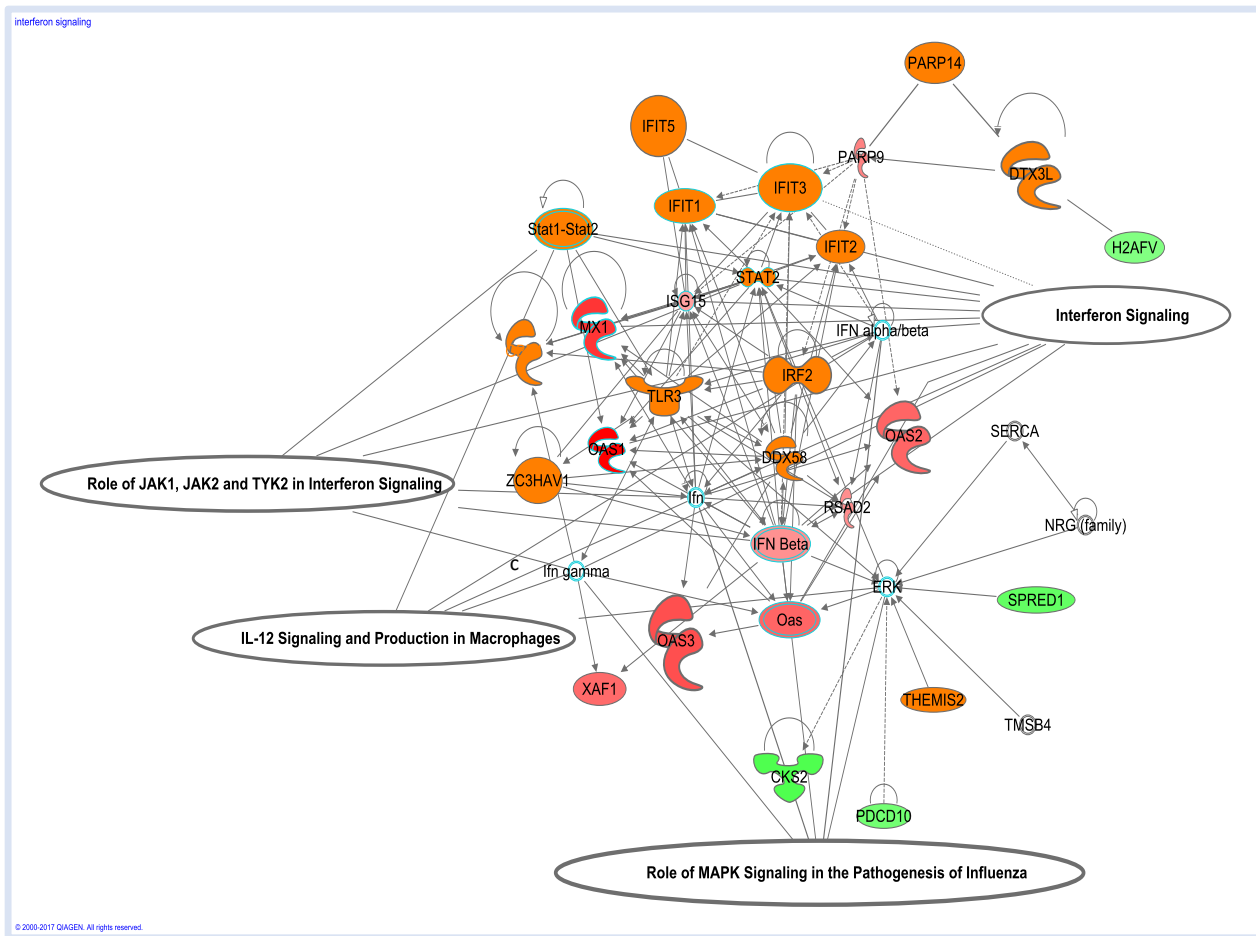 interferon signaling
PARP14
IFIT5
PARP9
DTX3L
IFIT3
IFIT1
Stat1-Stat2
IFIT2
H2AFV
STAT2
ISG15
Interferon Signaling
MX1
IFN alpha/beta
IRF2
TLR3
OAS2
SERCA
OAS1
DDX58
ZC3HAV1
Role of JAK1, JAK2 and TYK2 in Interferon Signaling
Ifn
RSAD2
NRG (family)
IFN Beta
C
Ifn gamma
ERK
SPRED1
Oas
IL-12 Signaling and Production in Macrophages
OAS3
XAF1
THEMIS2
TMSB4
CKS2
PDCD10
Role of MAPK Signaling in the Pathogenesis of Influenza
© 2000-2017 QIAGEN. All rights reserved.